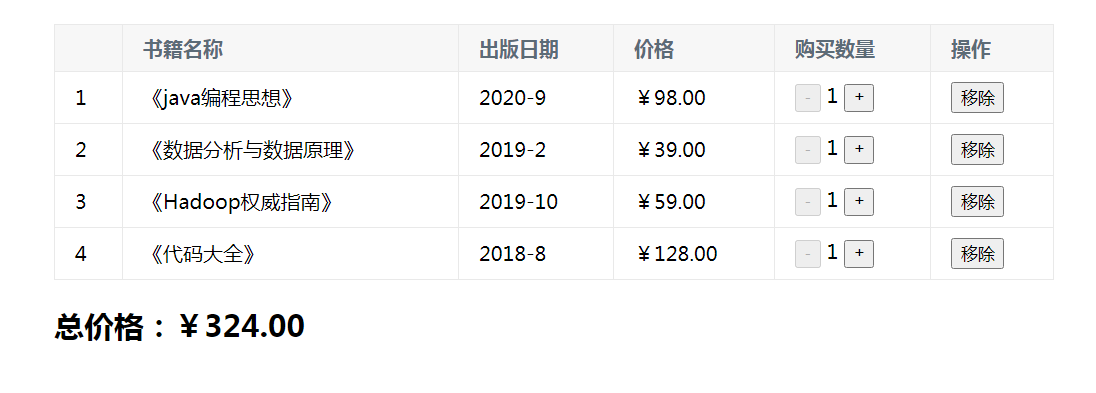 书籍名称 出版日期 价格 购买数量 操作
1 《java编程思想》 2020-9 ￥98.00 - 1 + 移除
2 《数据分析与数据原理》 2019-2 ￥39.00 - 1 + 移除
3 《Hadoop权威指南》 2019-10 ￥59.00 - 1 + 移除
4 《代码大全》 2018-8 ￥128.00 - 1 + 移除
总价格：￥324.00